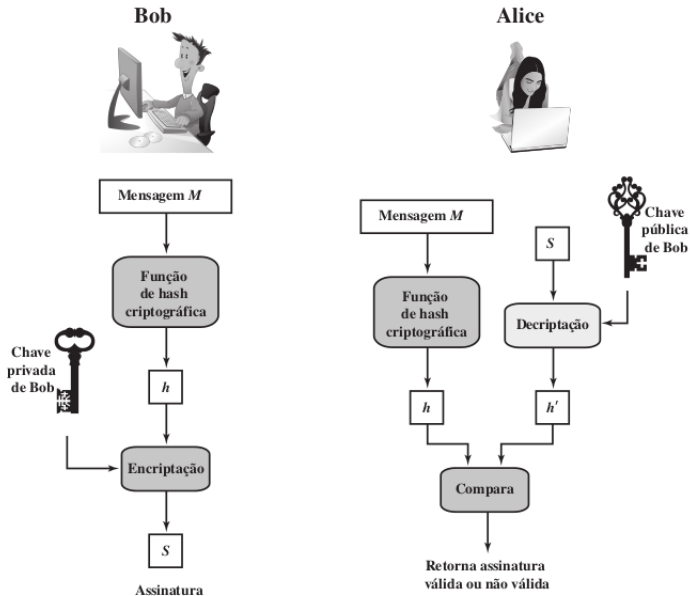 Bob
Mensagem M
Função
de hash
criptográfica
Chave
privada
de Bob
h
Encriptação
S
Assinatura
Alice
Mensagem M
Chave
pública
de Bob
S
Função
de hash
criptográfica
Decriptação
h
h'
Compara
Retorna assinatura
válida ou não válida